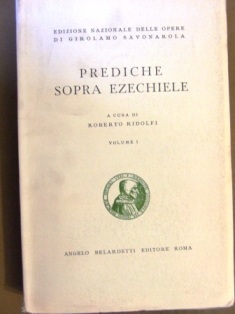 EDIZIONE NAZIONALE DELLE OPERE
DI GIROLAMO SAVONAROLA
PREDICHE
SOPRA EZECHIELE
A CURA DI
ROBERTO RIDOLFI
VOLUME I
ANGELO BELARDETTI EDITORE ROMA